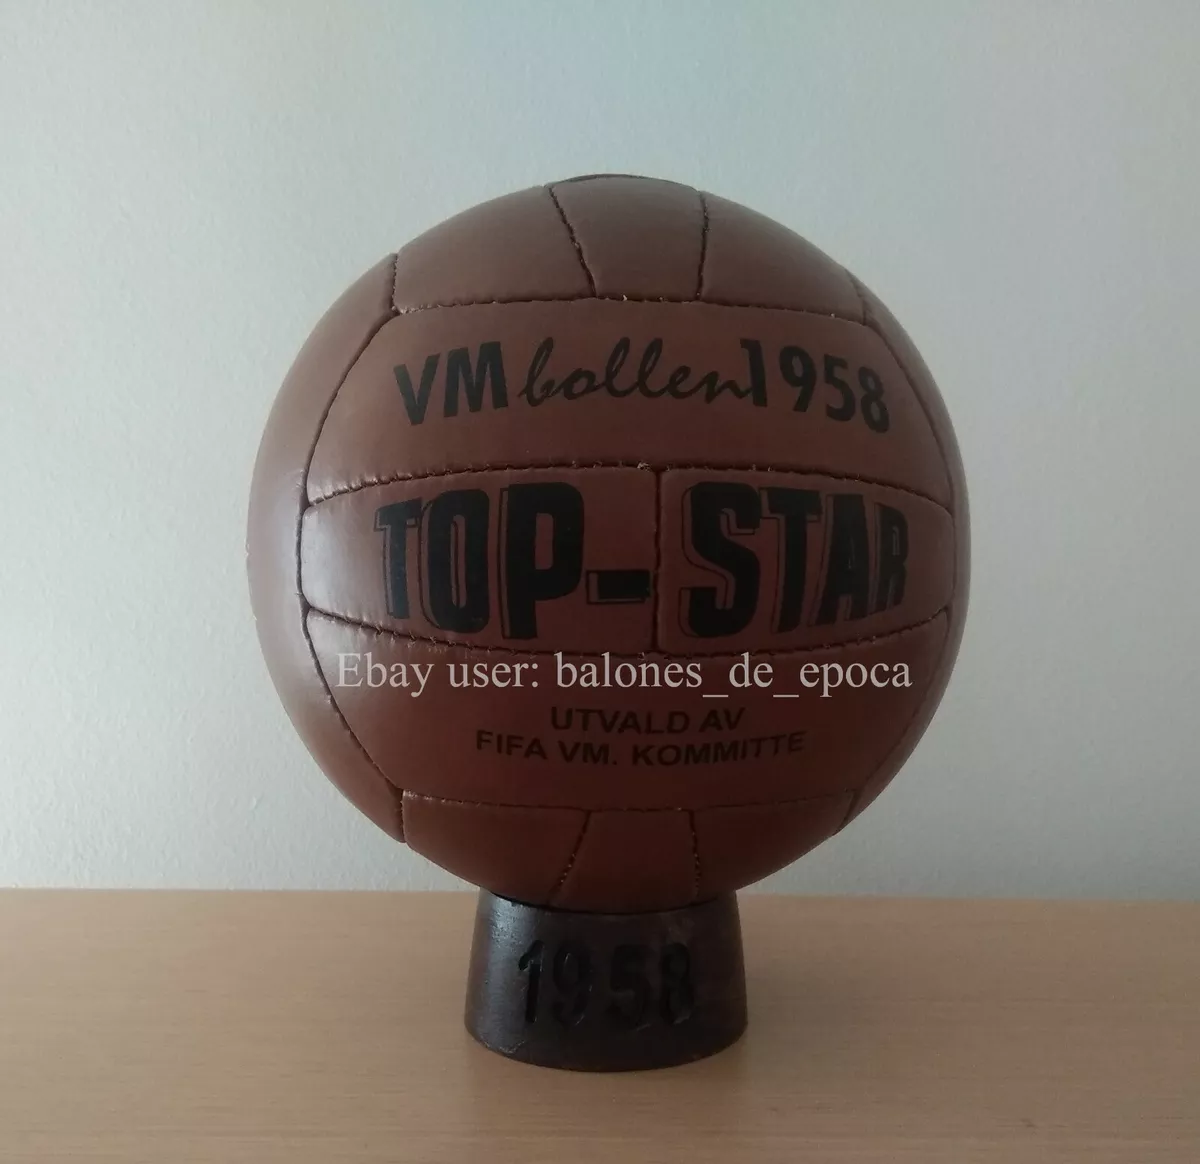 VM bollen 1958
TOP-STAR
Ebay user: balones_de_epoca
UTVALD AV
FIFA VM. KOMMITTE
1958